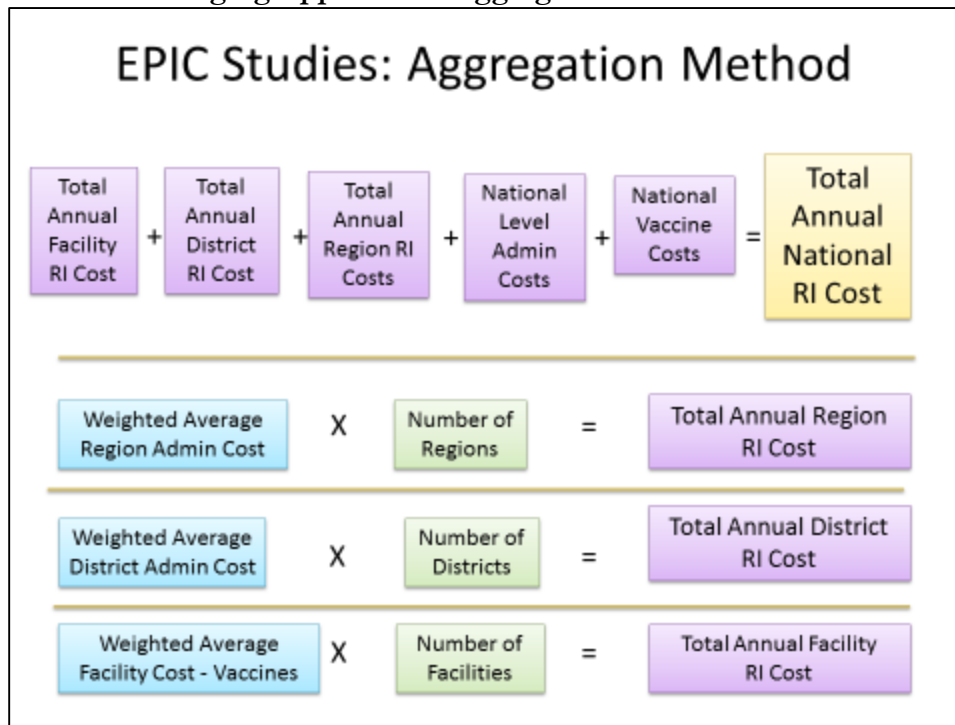 EPIC Studies: Aggregation Method
Total
Annual
Facility
RI Cost
+
Total
Annual
District
RI Cost
+
Total
Annual
Region RI
Costs
+
National
Level
Admin
Costs
+
National
Vaccine
Costs
=
Total
Annual
National
RI Cost
Weighted Average
Region Admin Cost
X
Number of
Regions
=
Total Annual Region
RI Cost
Weighted Average
District Admin Cost
X
Number of
Districts
=
Total Annual District
RI Cost
Weighted Average
Facility Cost - Vaccines
X
Number of
Facilities
=
Total Annual Facility
RI Cost